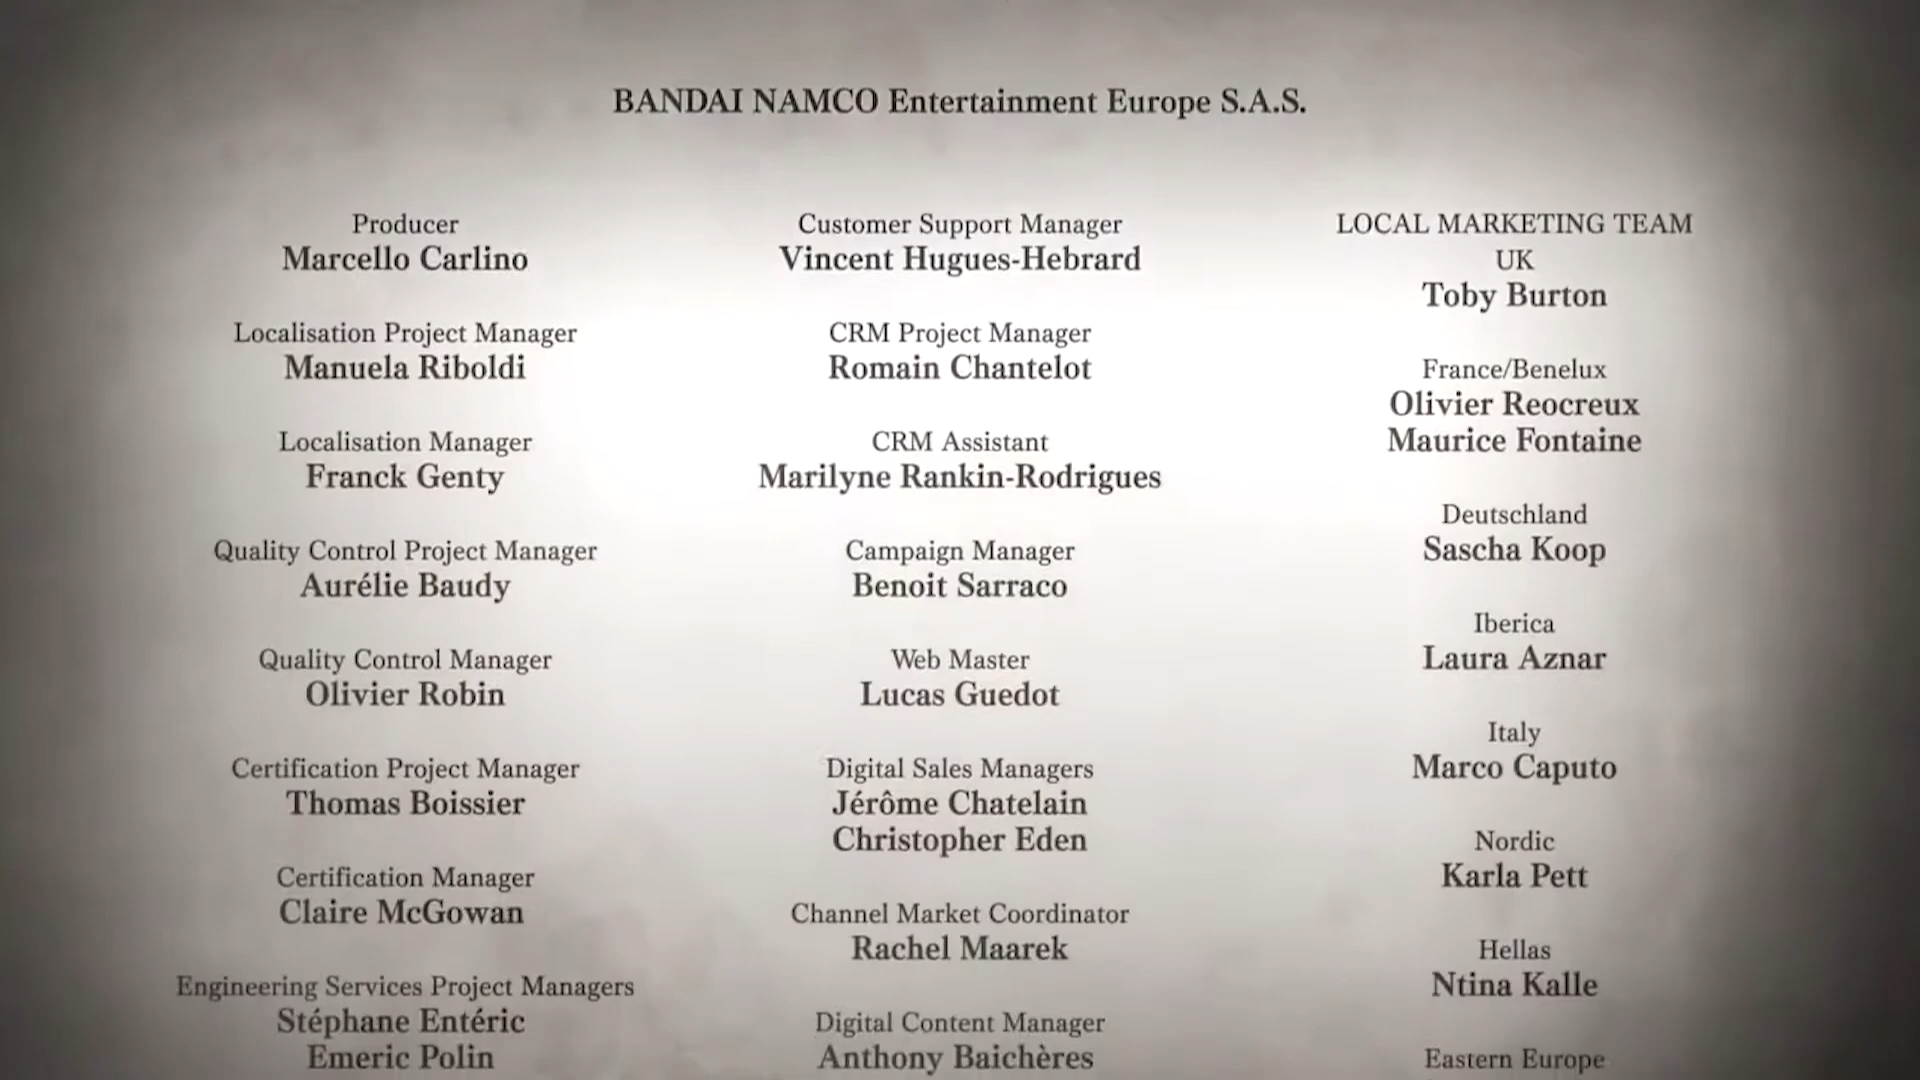 BANDAI NAMCO Entertainment Europe S.A.S.
Producer
Marcello Carlino
Localisation Project Manager
Manuela Riboldi
Localisation Manager
Franck Genty
Quality Control Project Manager
Aurélie Baudy
Quality Control Manager
Olivier Robin
Certification Project Manager
Thomas Boissier
Certification Manager
Claire McGowan
Engineering Services Project Managers
Stéphane Entéric
Emeric Polin
Customer Support Manager
Vincent Hugues-Hebrard
CRM Project Manager
Romain Chantelot
CRM Assistant
Marilyne Rankin-Rodrigues
Campaign Manager
Benoit Sarraco
Web Master
Lucas Guedot
Digital Sales Managers
Jérôme Chatelain
Christopher Eden
Channel Market Coordinator
Rachel Maarek
Digital Content Manager
Anthony Baichères
LOCAL MARKETING TEAM
UK
Toby Burton
France/Benelux
Olivier Reocreux
Maurice Fontaine
Deutschland
Sascha Koop
Iberica
Laura Aznar
Italy
Marco Caputo
Nordic
Karla Pett
Hellas
Ntina Kalle
Eastern Europe